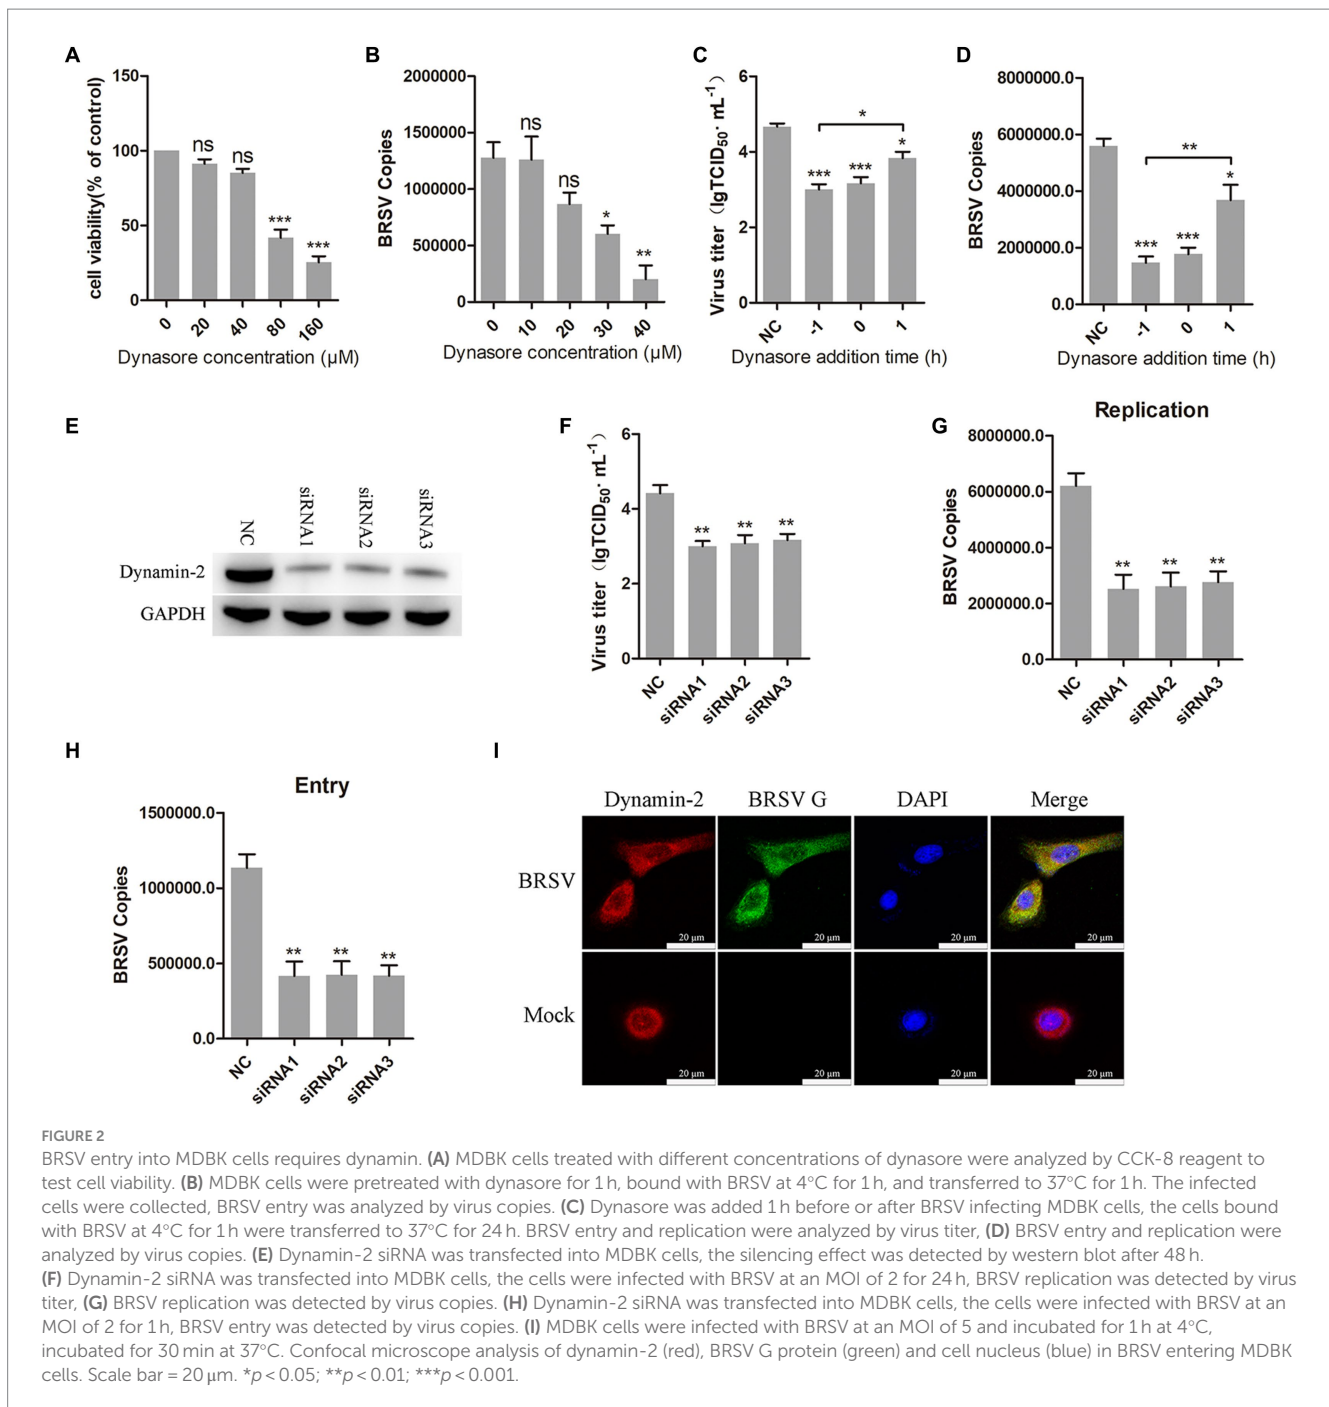 A
150
100
50
0
cell viability(% of control)
ns
ns
***
***
0
20
40
80
160
Dynasore concentration (μM)
B
2000000
1500000
1000000
500000
0
BRSV Copies
ns
ns
*
**
0
10
20
30
40
Dynasore concentration (μM)
C
6
4
2
0
Virus titer (lgTCID50· mL-1)
*
***
***
*
NC
-1
0
1
Dynasore addition time (h)
D
8000000.0
6000000.0
4000000.0
2000000.0
0.0
BRSV Copies
**
***
***
*
NC
-1
0
1
Dynasore addition time (h)
E
NC
siRNA1
siRNA2
siRNA3
Dynamin-2
GAPDH
F
6
4
2
0
Virus titer (lgTCID50· mL-1)
**
**
**
NC
siRNA1
siRNA2
siRNA3
G
Replication
8000000.0
6000000.0
4000000.0
2000000.0
0.0
BRSV Copies
**
**
**
NC
siRNA1
siRNA2
siRNA3
H
Entry
1500000.0
1000000.0
500000.0
0.0
BRSV Copies
**
**
**
NC
siRNA1
siRNA2
siRNA3
I
Dynamin-2
BRSV G
DAPI
Merge
BRSV
20 μm
20 μm
20 μm
20 μm
Mock
20 μm
20 μm
20 μm
20 μm
FIGURE 2
BRSV entry into MDBK cells requires dynamin. (A) MDBK cells treated with different concentrations of dynasore were analyzed by CCK-8 reagent to
test cell viability. (B) MDBK cells were pretreated with dynasore for 1 h, bound with BRSV at 4°C for 1 h, and transferred to 37°C for 1 h. The infected
cells were collected, BRSV entry was analyzed by virus copies. (C) Dynasore was added 1 h before or after BRSV infecting MDBK cells, the cells bound
with BRSV at 4°C for 1 h were transferred to 37°C for 24 h. BRSV entry and replication were analyzed by virus titer, (D) BRSV entry and replication were
analyzed by virus copies. (E) Dynamin-2 siRNA was transfected into MDBK cells, the silencing effect was detected by western blot after 48 h.
(F) Dynamin-2 siRNA was transfected into MDBK cells, the cells were infected with BRSV at an MOI of 2 for 24 h, BRSV replication was detected by virus
titer, (G) BRSV replication was detected by virus copies. (H) Dynamin-2 siRNA was transfected into MDBK cells, the cells were infected with BRSV at an
MOI of 2 for 1 h, BRSV entry was detected by virus copies. (I) MDBK cells were infected with BRSV at an MOI of 5 and incubated for 1 h at 4°C,
incubated for 30 min at 37°C. Confocal microscope analysis of dynamin-2 (red), BRSV G protein (green) and cell nucleus (blue) in BRSV entering MDBK
cells. Scale bar = 20 μm. *p < 0.05; **p < 0.01; ***p < 0.001.